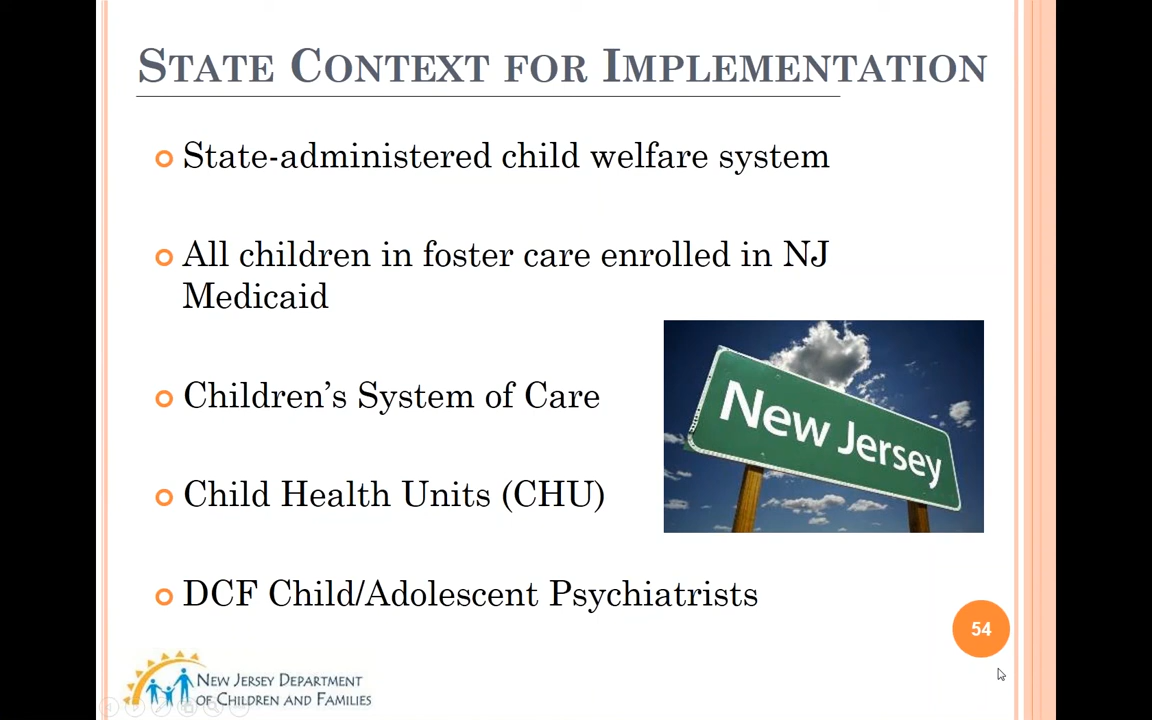 State Context for Implementation
State-administered child welfare system
All children in foster care enrolled in NJ
Medicaid
Children's System of Care
New Jersey
Child Health Units (CHU)
DCF Child/Adolescent Psychiatrists
54
New Jersey Department
of Children and Families